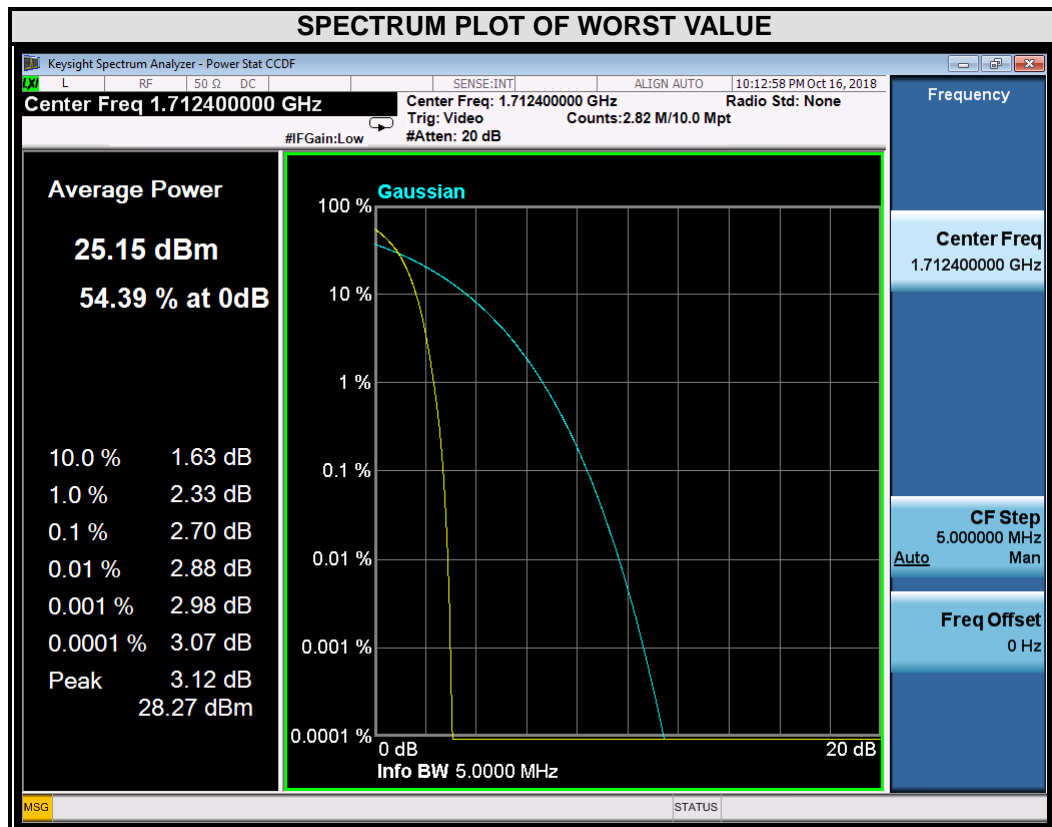 SPECTRUM PLOT OF WORST VALUE
Keysight Spectrum Analyzer - Power Stat CCDF
LXI L RF 50 Ω DC SENSE:INT ALIGN AUTO 10:12:58 PM Oct 16, 2018
Center Freq 1.712400000 GHz
Center Freq: 1.712400000 GHz Radio Std: None
Trig: Video Counts:2.82 M/10.0 Mpt
#IFGain:Low #Atten: 20 dB
Frequency
Average Power
25.15 dBm
54.39 % at 0dB
10.0 % 1.63 dB
1.0 % 2.33 dB
0.1 % 2.70 dB
0.01 % 2.88 dB
0.001 % 2.98 dB
0.0001 % 3.07 dB
Peak 3.12 dB
28.27 dBm
Gaussian
100 %
10 %
1 %
0.1 %
0.01 %
0.001 %
0.0001 %
0 dB 20 dB
Info BW 5.0000 MHz
Center Freq
1.712400000 GHz
CF Step
5.000000 MHz
Auto Man
Freq Offset
0 Hz
MSG STATUS